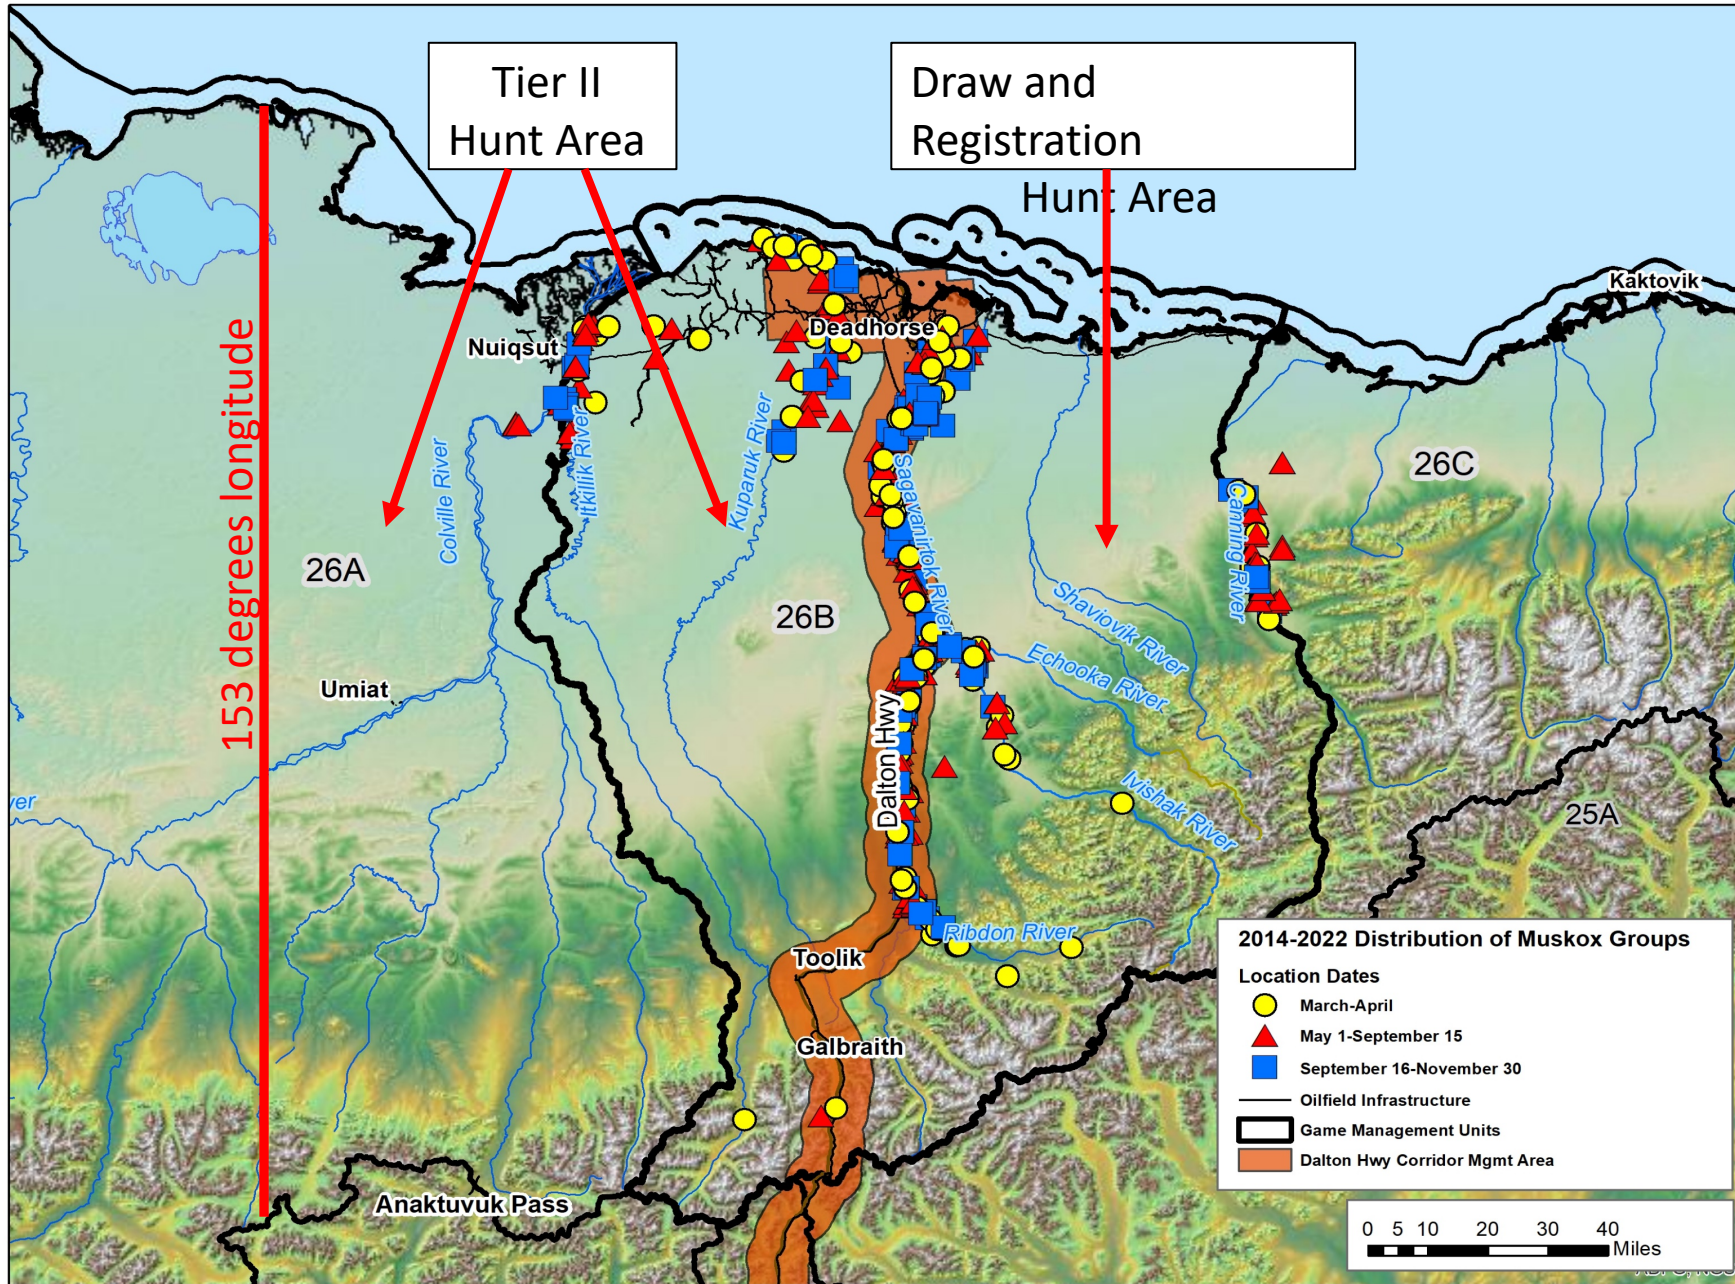 Tier II
Hunt Area
Draw and
Registration
Hunt Area
Kaktovik
Deadhorse
Nuiqsut
153 degrees longitude
Colville River
Itkillik River
Kuparuk River
Sagavanirktok River
Canning River
26C
26A
26B
Shaviovik River
Echooka River
Umiat
Dalton Hwy
Ivishak River
25A
Ribdon River
Toolik
Galbraith
Anaktuvuk Pass
2014-2022 Distribution of Muskox Groups
Location Dates
March-April
May 1-September 15
September 16-November 30
Oilfield Infrastructure
Game Management Units
Dalton Hwy Corridor Mgmt Area
0 5 10 20 30 40
Miles